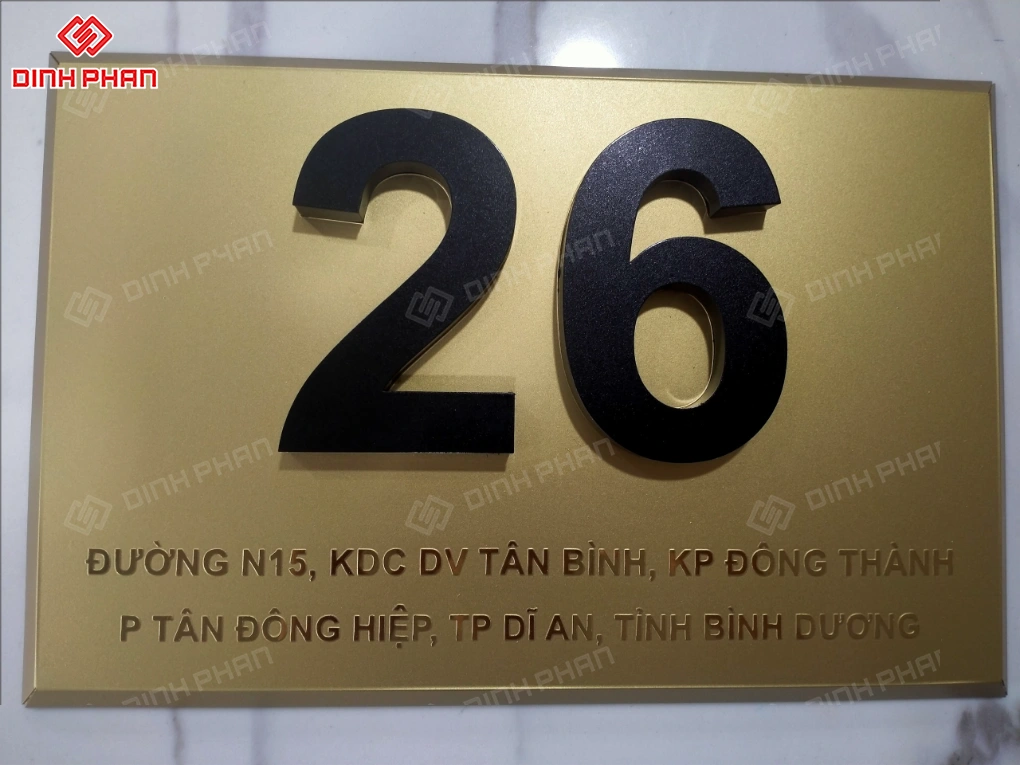 DINH PHAN
26
ĐƯỜNG N15, KDC DV TÂN BÌNH, KP ĐÔNG THÀNH
P TÂN ĐÔNG HIỆP, TP DĨ AN, TỈNH BÌNH DƯƠNG